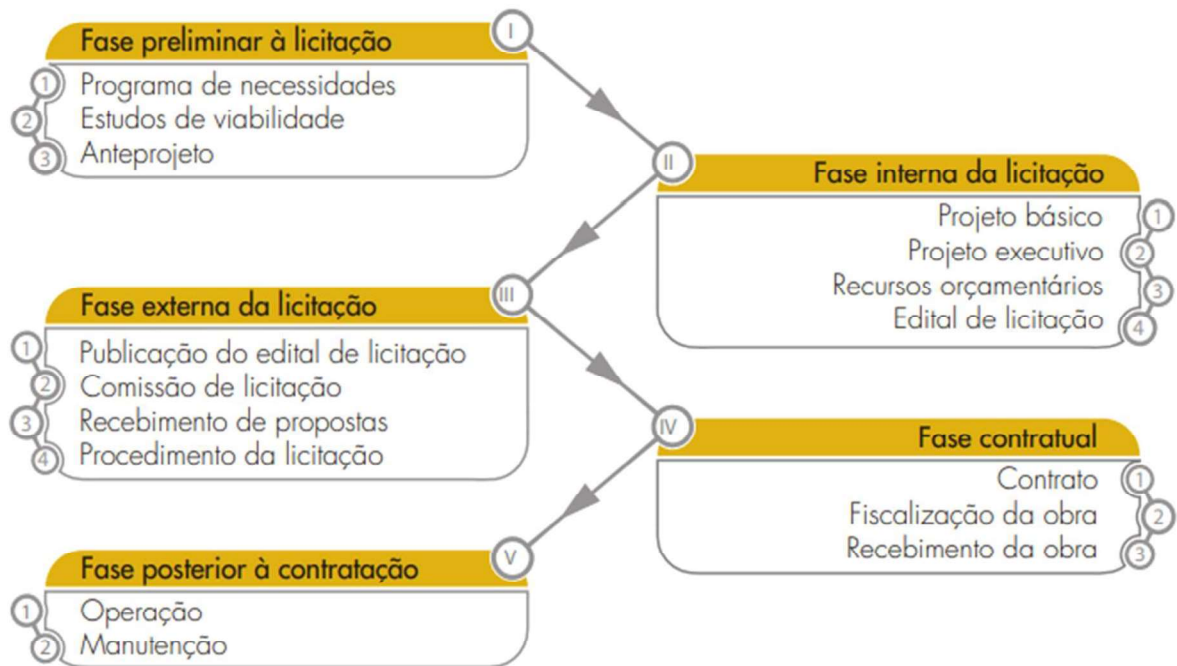 Fase preliminar à licitação
I
1 Programa de necessidades
2 Estudos de viabilidade
3 Anteprojeto
II
Fase interna da licitação
Projeto básico 1
Projeto executivo 2
Recursos orçamentários 3
Edital de licitação 4
Fase externa da licitação
III
1 Publicação do edital de licitação
2 Comissão de licitação
3 Recebimento de propostas
4 Procedimento da licitação
IV
Fase contratual
Contrato 1
Fiscalização da obra 2
Recebimento da obra 3
Fase posterior à contratação
V
1 Operação
2 Manutenção